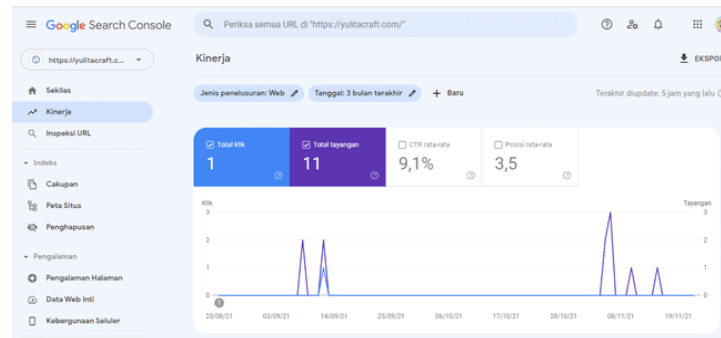 Google Search Console
Periksa semua URL di "https://yulitacraft.com/"
https://yulitacraft.c...
Kinerja
EKSPOR
Sekilas
Kinerja
Inspeksi URL
Indeks
Cakupan
Peta Situs
Penghapusan
Pengalaman
Pengalaman Halaman
Data Web Inti
Kebergunaan Seluler
Jenis penelusuran: Web
Tanggal: 3 bulan terakhir
+ Baru
Terakhir diupdate: 5 jam yang lalu
Total klik
1
Total tayangan
11
CTR rata-rata
9,1%
Posisi rata-rata
3,5
Klik
Tayangan
3
3
2
2
1
1
0
0
1
23/08/21 03/09/21 14/09/21 25/09/21 06/10/21 17/10/21 28/10/21 08/11/21 19/11/21